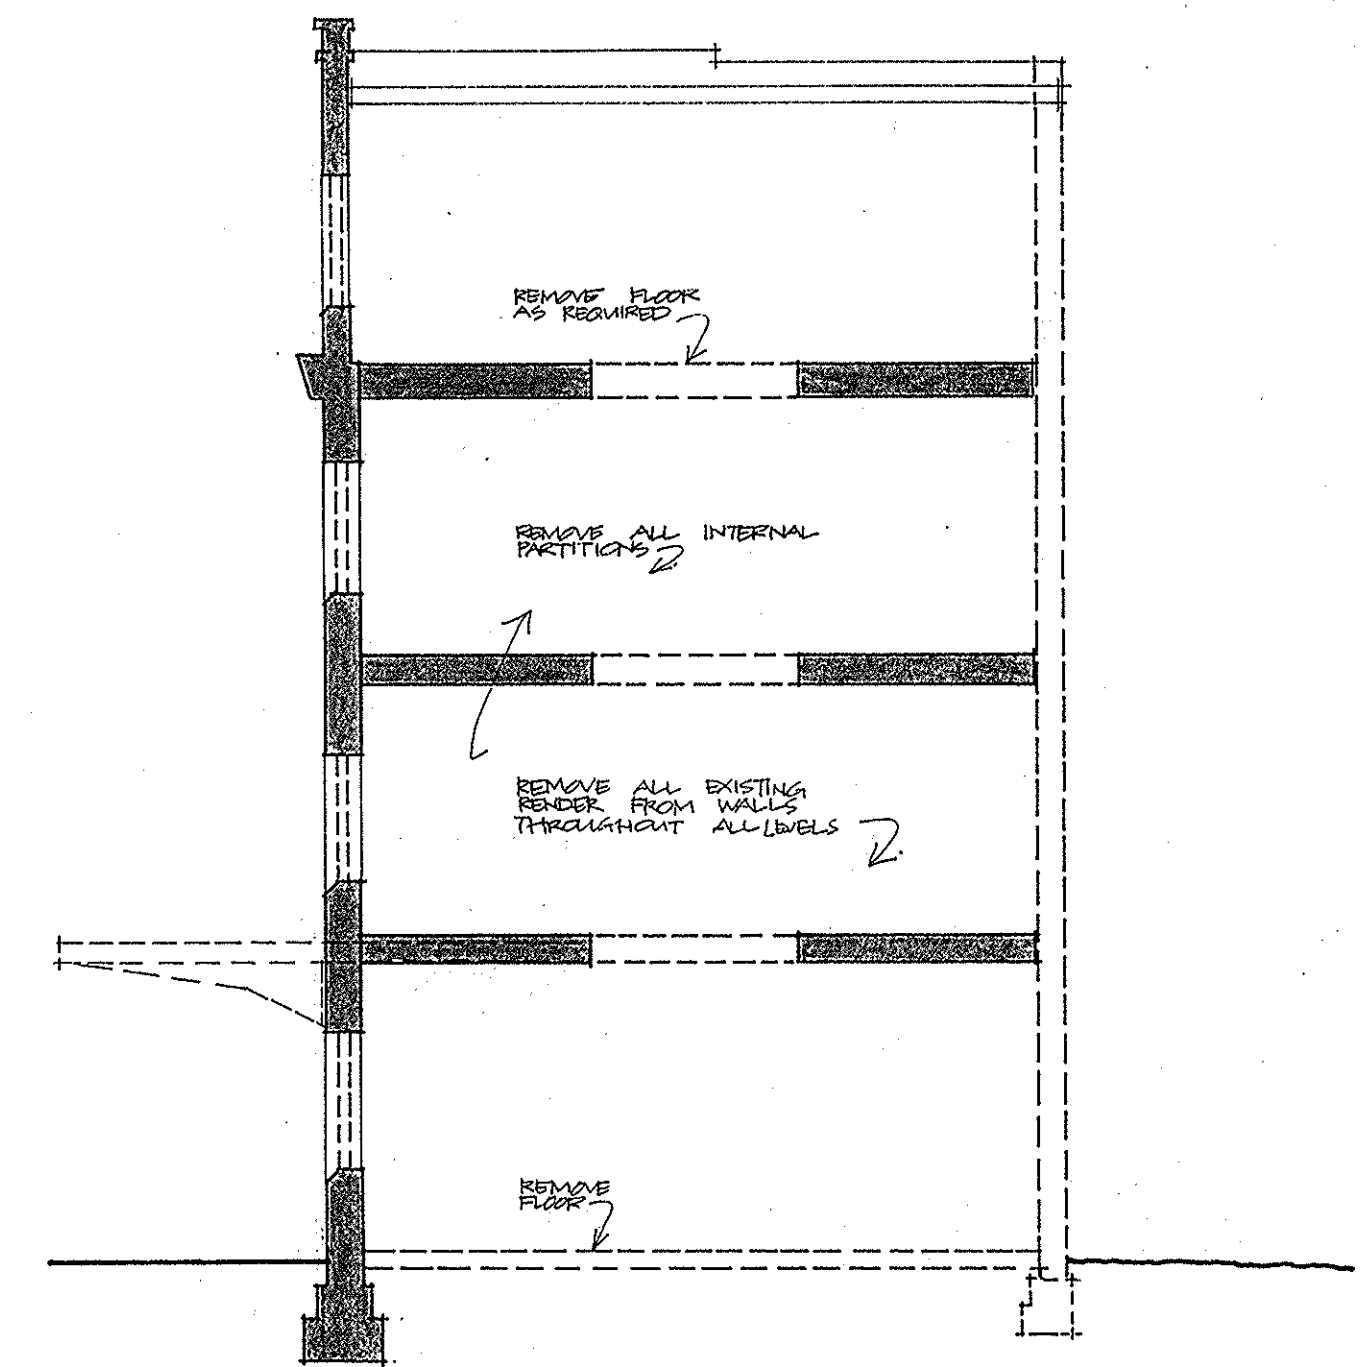 REMOVE FLOOR
AS REQUIRED
REMOVE ALL INTERNAL
PARTITIONS
REMOVE ALL EXISTING
RENDER FROM WALLS
THROUGHOUT ALL LEVELS
REMOVE
FLOOR